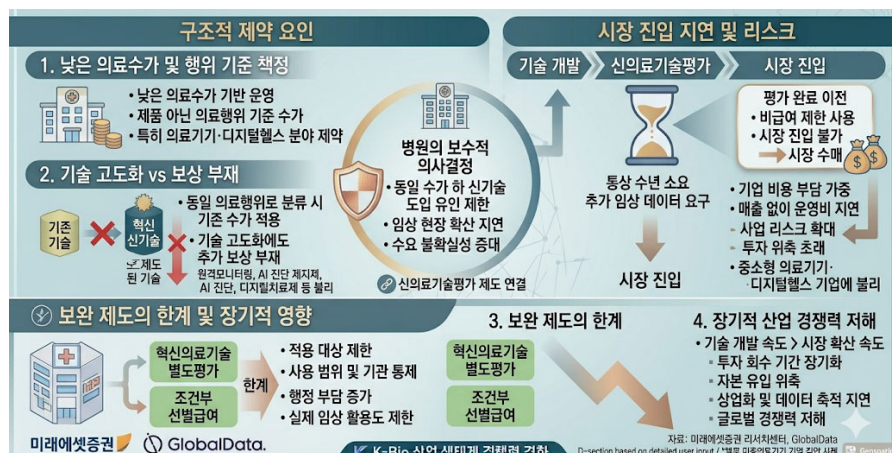 구조적 제약 요인
1. 낮은 의료수가 및 행위 기준 책정
• 낮은 의료수가 기반 운영
• 제품 아닌 의료행위 기준 수가
• 특히 의료기기·디지털헬스 분야 제약
2. 기술 고도화 vs 보상 부재
기존
기술
혁신
신기술
제도
된 기술
• 동일 의료행위로 분류 시
기존 수가 적용
• 기술 고도화에도
추가 보상 부재
원격모니터링, AI 진단 제지제,
AI 진단, 디지털치료제 등 불리
병원의 보수적
의사결정
• 동일 수가 하 신기술
도입 유인 제한
• 임상 현장 확산 지연
• 수요 불확실성 증대
신의료기술평가 제도 연결
시장 진입 지연 및 리스크
기술 개발
신의료기술평가
시장 진입
통상 수년 소요
추가 임상 데이터 요구
시장 진입
평가 완료 이전
• 비급여 제한 사용
• 시장 진입 불가
→ 시장 수매
• 기업 비용 부담 가중
• 매출 없이 운영비 지연
• 사업 리스크 확대
• 투자 위축 초래
• 중소형 의료기기·
디지털헬스 기업에 불리
보완 제도의 한계 및 장기적 영향
혁신의료기술
별도평가
조건부
선별급여
한계
• 적용 대상 제한
• 사용 범위 및 기관 통제
• 행정 부담 증가
• 실제 임상 활용도 제한
3. 보완 제도의 한계
혁신의료기술
별도평가
조건부
선별급여
4. 장기적 산업 경쟁력 저해
• 기술 개발 속도 > 시장 확산 속도
투자 회수 기간 장기화
자본 유입 위축
상업화 및 데이터 축적 지연
글로벌 경쟁력 저해
미래에셋증권
GlobalData.
K-Bio 산업 생태계 경쟁력
자료: 미래에셋증권 리서치센터, GlobalData
D-section based on detailed user input /